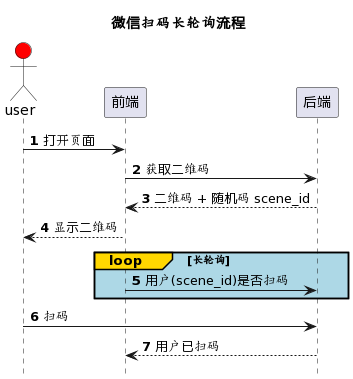 微信扫码长轮询流程
user
前端
后端
1 打开页面
2 获取二维码
3 二维码 + 随机码 scene_id
4 显示二维码
loop [长轮询]
5 用户(scene_id)是否扫码
6 扫码
7 用户已扫码